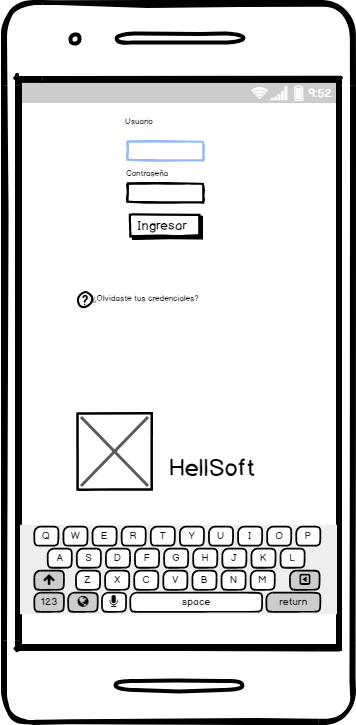 9:52
Usuario
Contraseña
Ingresar
? ¿Olvidaste tus credenciales?
HellSoft
Q W E R T Y U I O P
A S D F G H J K L
Z X C V B N M
123 space return